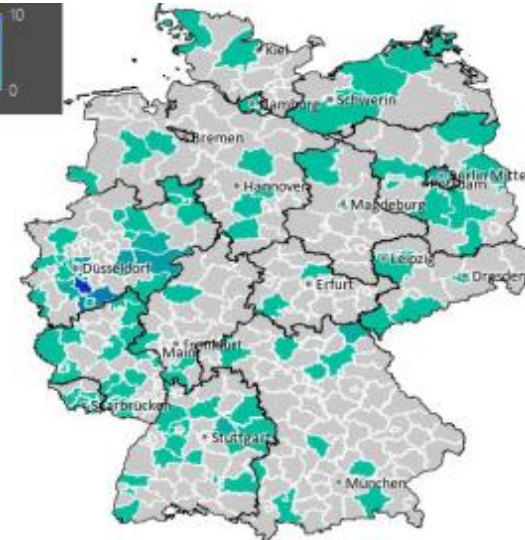 10
0
Kiel
Hamburg
Schwerin
Bremen
Berlin Mitte
Potsdam
Hannover
Magdeburg
Düsseldorf
Leipzig
Dresden
Erfurt
Frankfurt
Main
Saarbrücken
Stuttgart
München